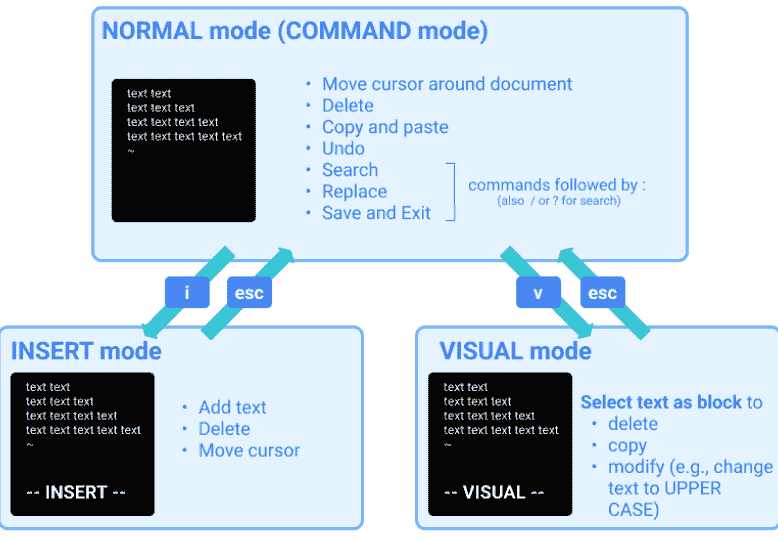 NORMAL mode (COMMAND mode)
text text
text text text
text text text text
text text text text text
~
• Move cursor around document
• Delete
• Copy and paste
• Undo
• Search
• Replace
• Save and Exit
commands followed by :
(also / or ? for search)
i
esc
v
esc
INSERT mode
text text
text text text
text text text text
text text text text text
~
-- INSERT --
• Add text
• Delete
• Move cursor
VISUAL mode
text text
text text text
text text text text
text text text text text
~
-- VISUAL --
Select text as block to
• delete
• copy
• modify (e.g., change
text to UPPER
CASE)